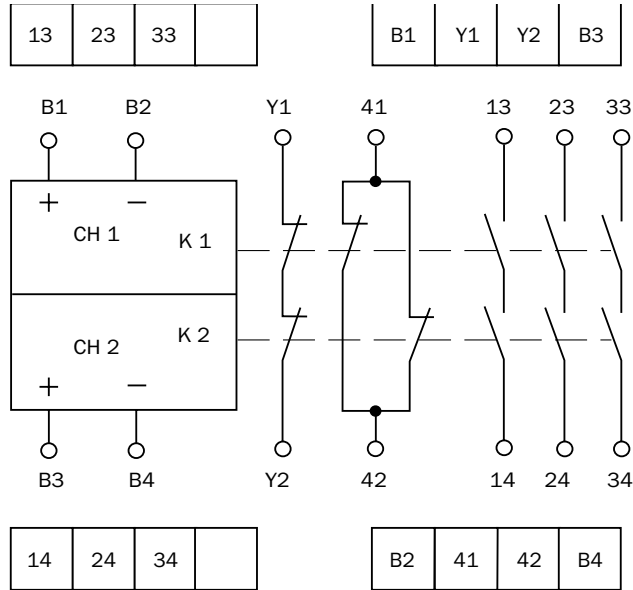 13 23 33 B1 Y1 Y2 B3
B1 B2 Y1 41 13 23 33
+ −
CH 1 K 1
CH 2 K 2
+ −
B3 B4 Y2 42 14 24 34
14 24 34 B2 41 42 B4